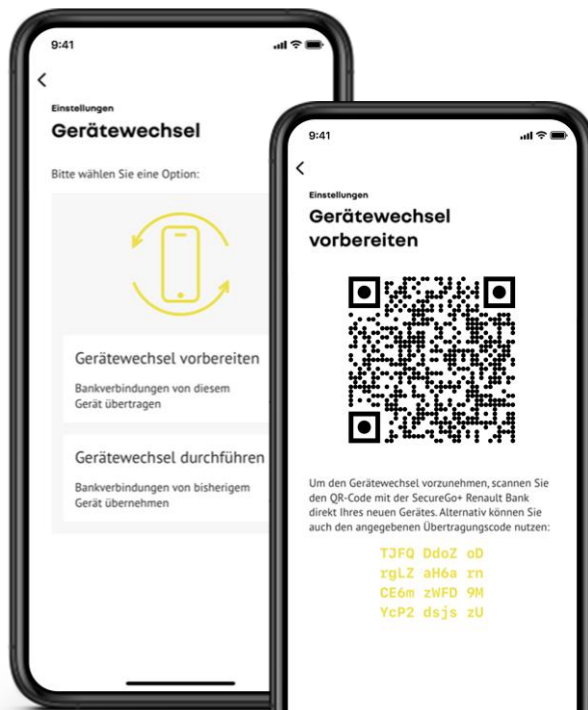 9:41
Einstellungen
Gerätewechsel
Bitte wählen Sie eine Option:
Gerätewechsel vorbereiten
Bankverbindungen von diesem
Gerät übertragen
Gerätewechsel durchführen
Bankverbindungen von bisherigem
Gerät übernehmen
9:41
Einstellungen
Gerätewechsel
vorbereiten
Um den Gerätewechsel vorzunehmen, scannen Sie
den QR-Code mit der SecureGo+ Renault Bank
direkt Ihres neuen Gerätes. Alternativ können Sie
auch den angegebenen Übertragungscode nutzen:
TJFQ DdoZ oD
rgLZ aH6a rn
CE6m zWFD 9M
YcP2 dsjs zU